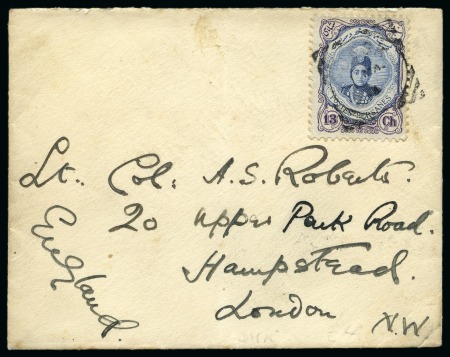 13 Ch
Lt. Col. A. S. Roberts.
20 Upper Park Road.
Hampstead.
London N.W
England.